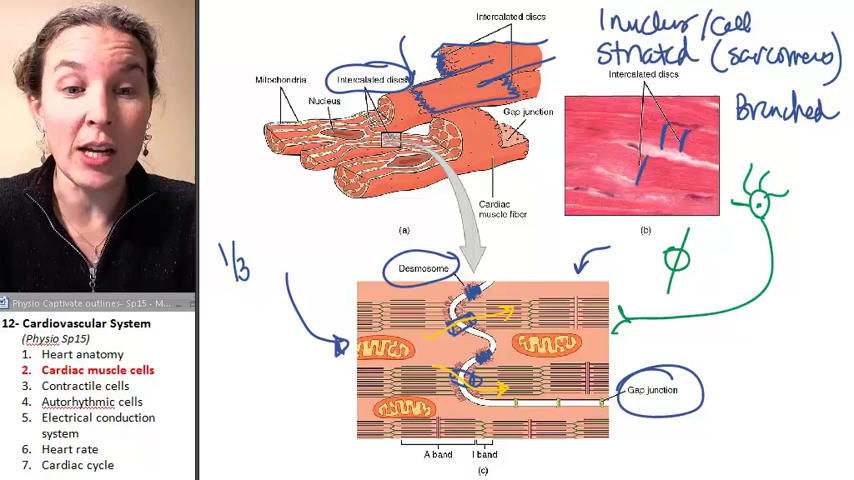 Intercalated discs
Mitochondria
Intercalated discs
Nucleus
Gap junction
Cardiac
muscle fiber
(a)
1 nucleus/cell
Striated (sarcomeres)
Intercalated discs
Branched
(b)
1/3
Desmosome
Gap junction
A band
I band
(c)
Physio Captivate outlines- Sp15 - M...
12- Cardiovascular System
(Physio Sp15)
1. Heart anatomy
2. Cardiac muscle cells
3. Contractile cells
4. Autorhythmic cells
5. Electrical conduction
system
6. Heart rate
7. Cardiac cycle